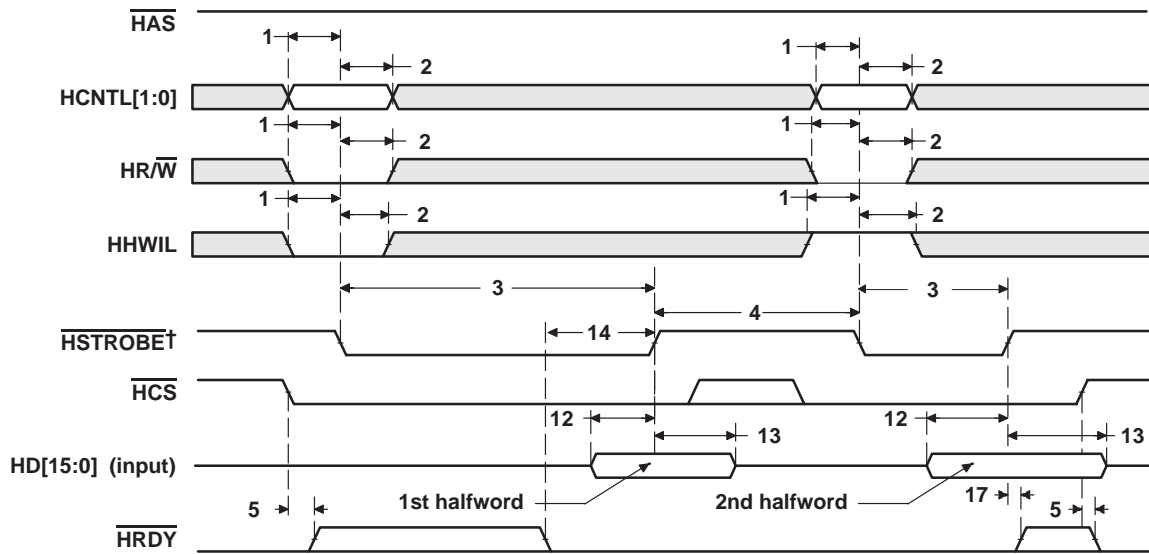 HAS
1
1
2
2
HCNTL[1:0]
1
1
2
2
HR/W
1
1
2
2
HHWIL
3
3
4
14
HSTROBE†
HCS
12
12
13
13
HD[15:0] (input)
1st halfword
2nd halfword
17
5
5
HRDY